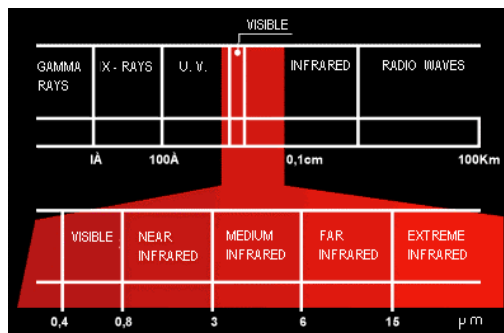 VISIBLE
GAMMA RAYS X - RAYS U. V. INFRARED RADIO WAVES
1Å 100Å 0,1cm 100Km
VISIBLE NEAR INFRARED MEDIUM INFRARED FAR INFRARED EXTREME INFRARED
0,4 0,8 3 6 15 µm